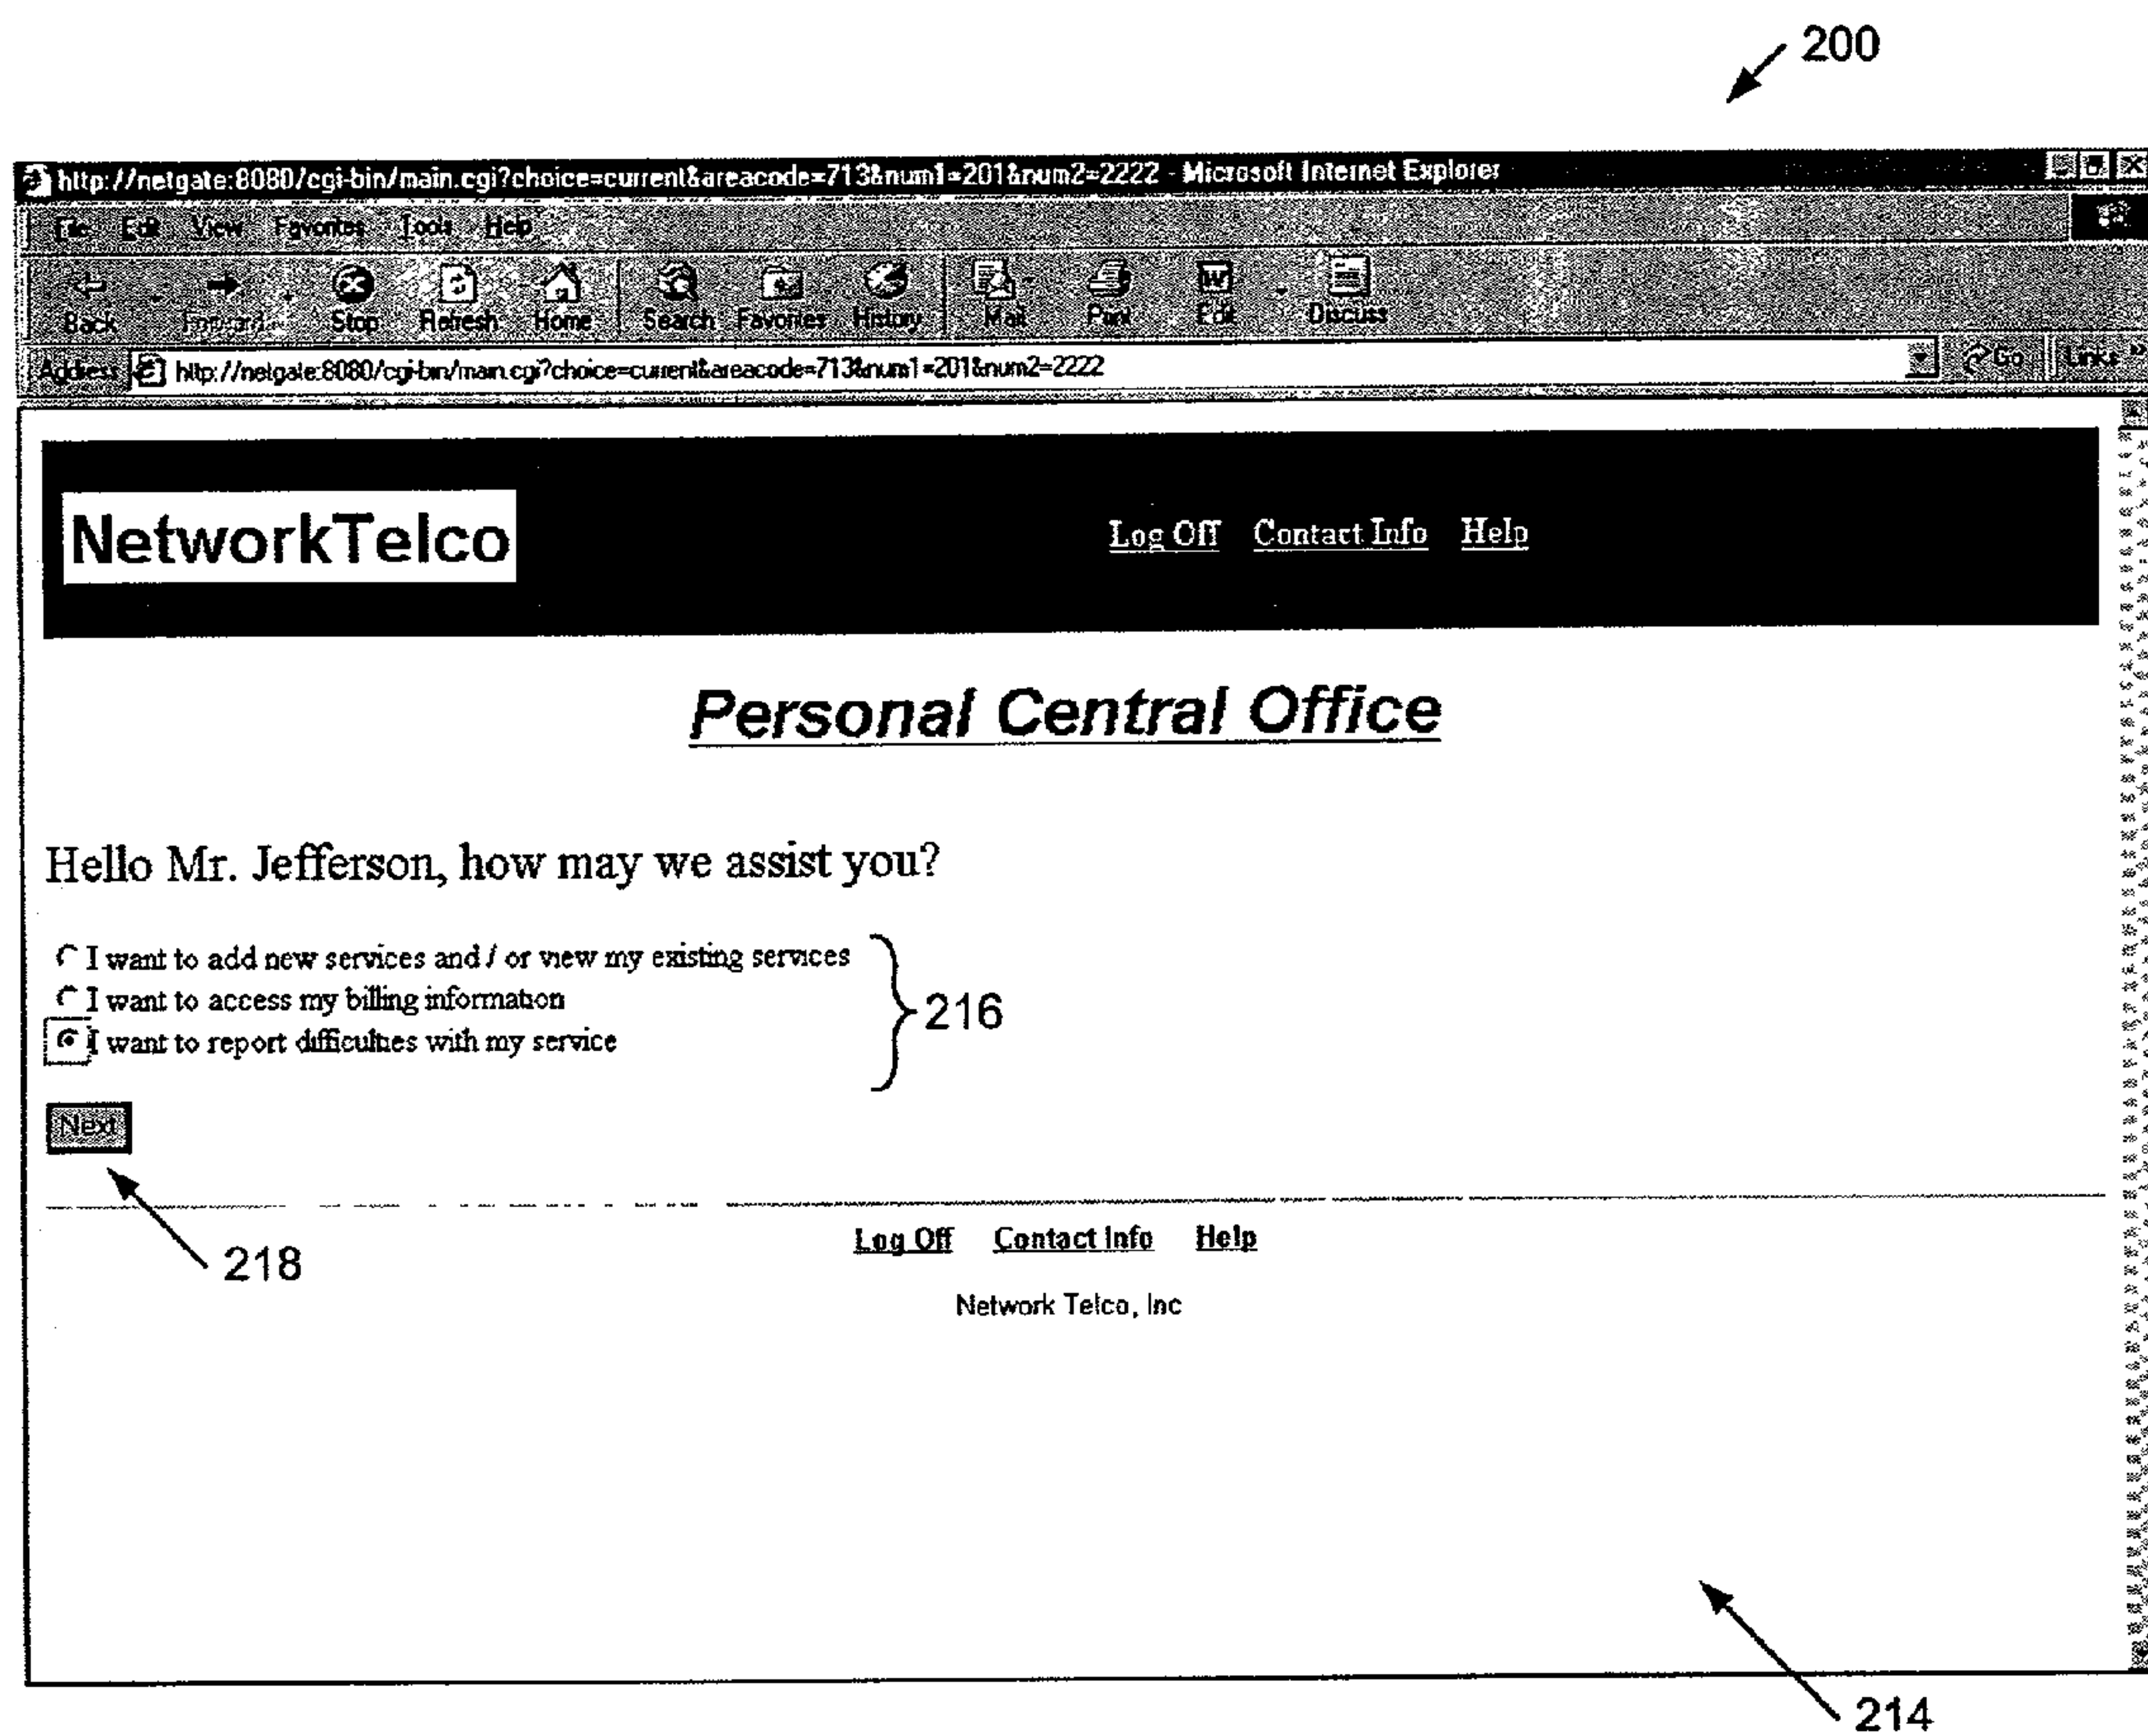 200
http://netgate:8080/cgi-bin/main.cgi?choice=current&areacode=713&num1=201&num2=2222 - Microsoft Internet Explorer
File Edit View Favorites Tools Help
Back Forward Stop Refresh Home Search Favorites History Mail Print Edit Discuss
Address http://netgate:8080/cgi-bin/main.cgi?choice=current&areacode=713&num1=201&num2=2222 Go Links »
NetworkTelco Log Off Contact Info Help
Personal Central Office
Hello Mr. Jefferson, how may we assist you?
I want to add new services and / or view my existing services
I want to access my billing information
I want to report difficulties with my service
216
Next
218
Log Off Contact Info Help
Network Telco, Inc
214